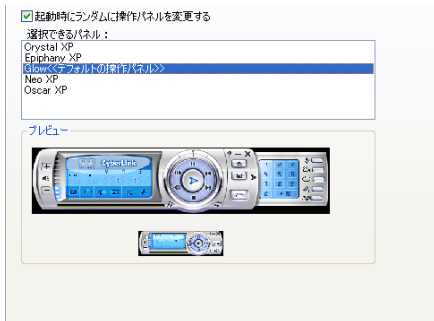 起動時にランダムに操作パネルを変更する
選択できるパネル：
Crystal XP
Epiphany XP
Glow<<デフォルトの操作パネル>>
Neo XP
Oscar XP
プレビュー
CyberLink